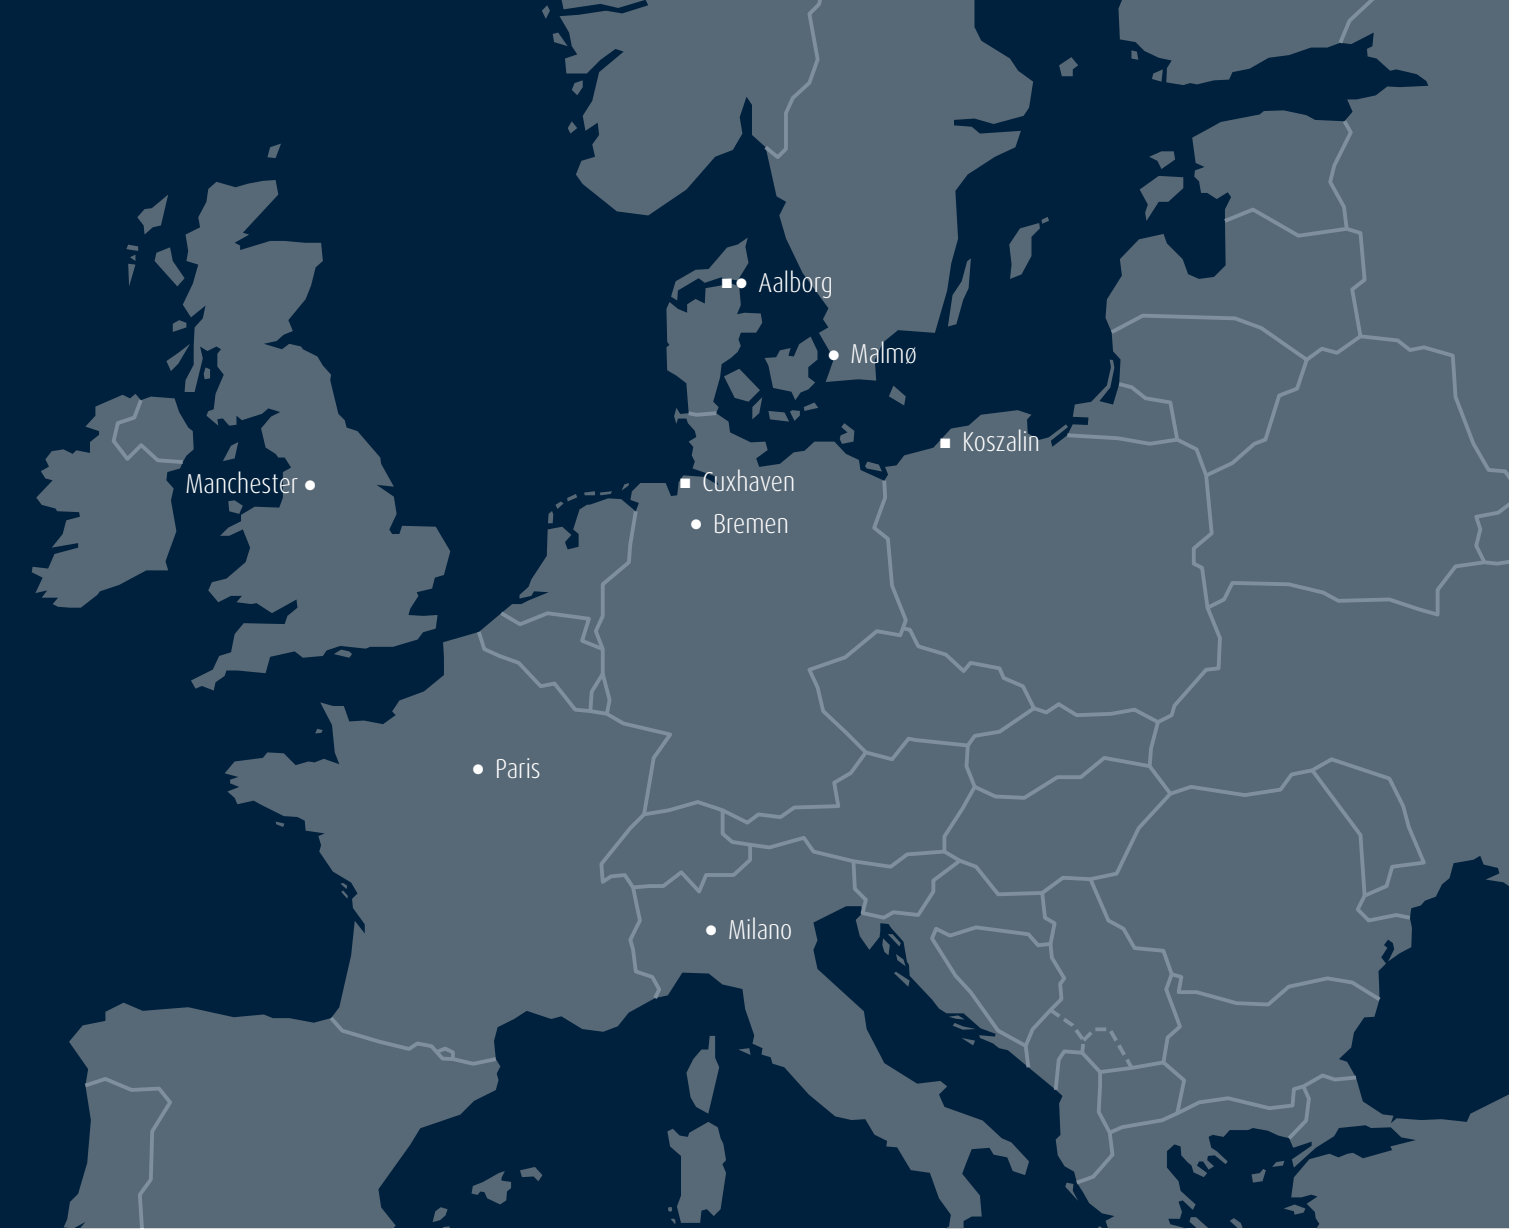 Aalborg
Malmø
Koszalin
Cuxhaven
Manchester
Bremen
Paris
Milano